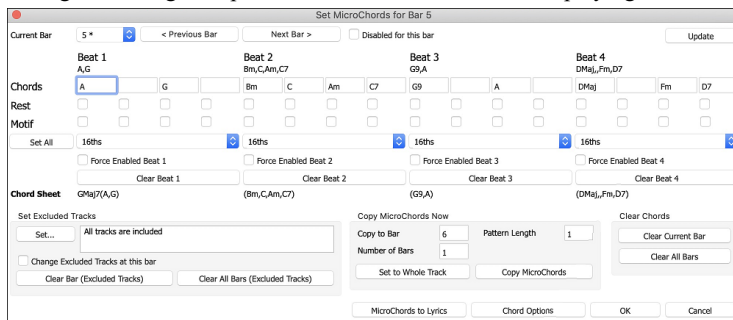 Set MicroChords for Bar 5
Current Bar 5 * < Previous Bar Next Bar > Disabled for this bar Update
Beat 1 Beat 2 Beat 3 Beat 4
A,G Bm,C,Am,C7 G9,A DMaj,,Fm,D7
Chords A G Bm C Am C7 G9 A DMaj Fm D7
Rest
Motif
Set All 16ths 16ths 16ths 16ths
Force Enabled Beat 1 Force Enabled Beat 2 Force Enabled Beat 3 Force Enabled Beat 4
Clear Beat 1 Clear Beat 2 Clear Beat 3 Clear Beat 4
Chord Sheet GMaj7(A,G) (Bm,C,Am,C7) (G9,A) (DMaj,,Fm,D7)
Set Excluded Tracks Copy MicroChords Now Clear Chords
Set... All tracks are included Copy to Bar 6 Pattern Length 1 Clear Current Bar
Change Excluded Tracks at this bar Number of Bars 1 Clear All Bars
Clear Bar (Excluded Tracks) Clear All Bars (Excluded Tracks) Set to Whole Track Copy MicroChords
MicroChords to Lyrics Chord Options OK Cancel